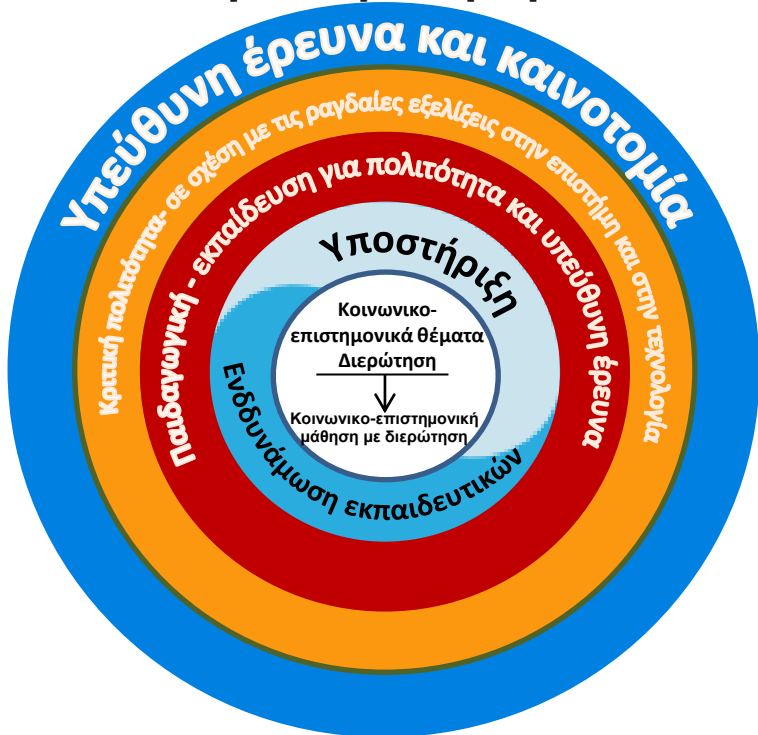 Υπεύθυνη έρευνα και καινοτομία
Κριτική πολιτότητα- σε σχέση με τις ραγδαίες εξελίξεις στην επιστήμη και στην τεχνολογία
Παιδαγωγική - εκπαίδευση για πολιτότητα και υπεύθυνη έρευνα
Υποστήριξη
Κοινωνικο-
επιστημονικά θέματα
Διερώτηση
Κοινωνικο-επιστημονική
μάθηση με διερώτηση
Ενδδυνάμωση εκπαιδευτικών